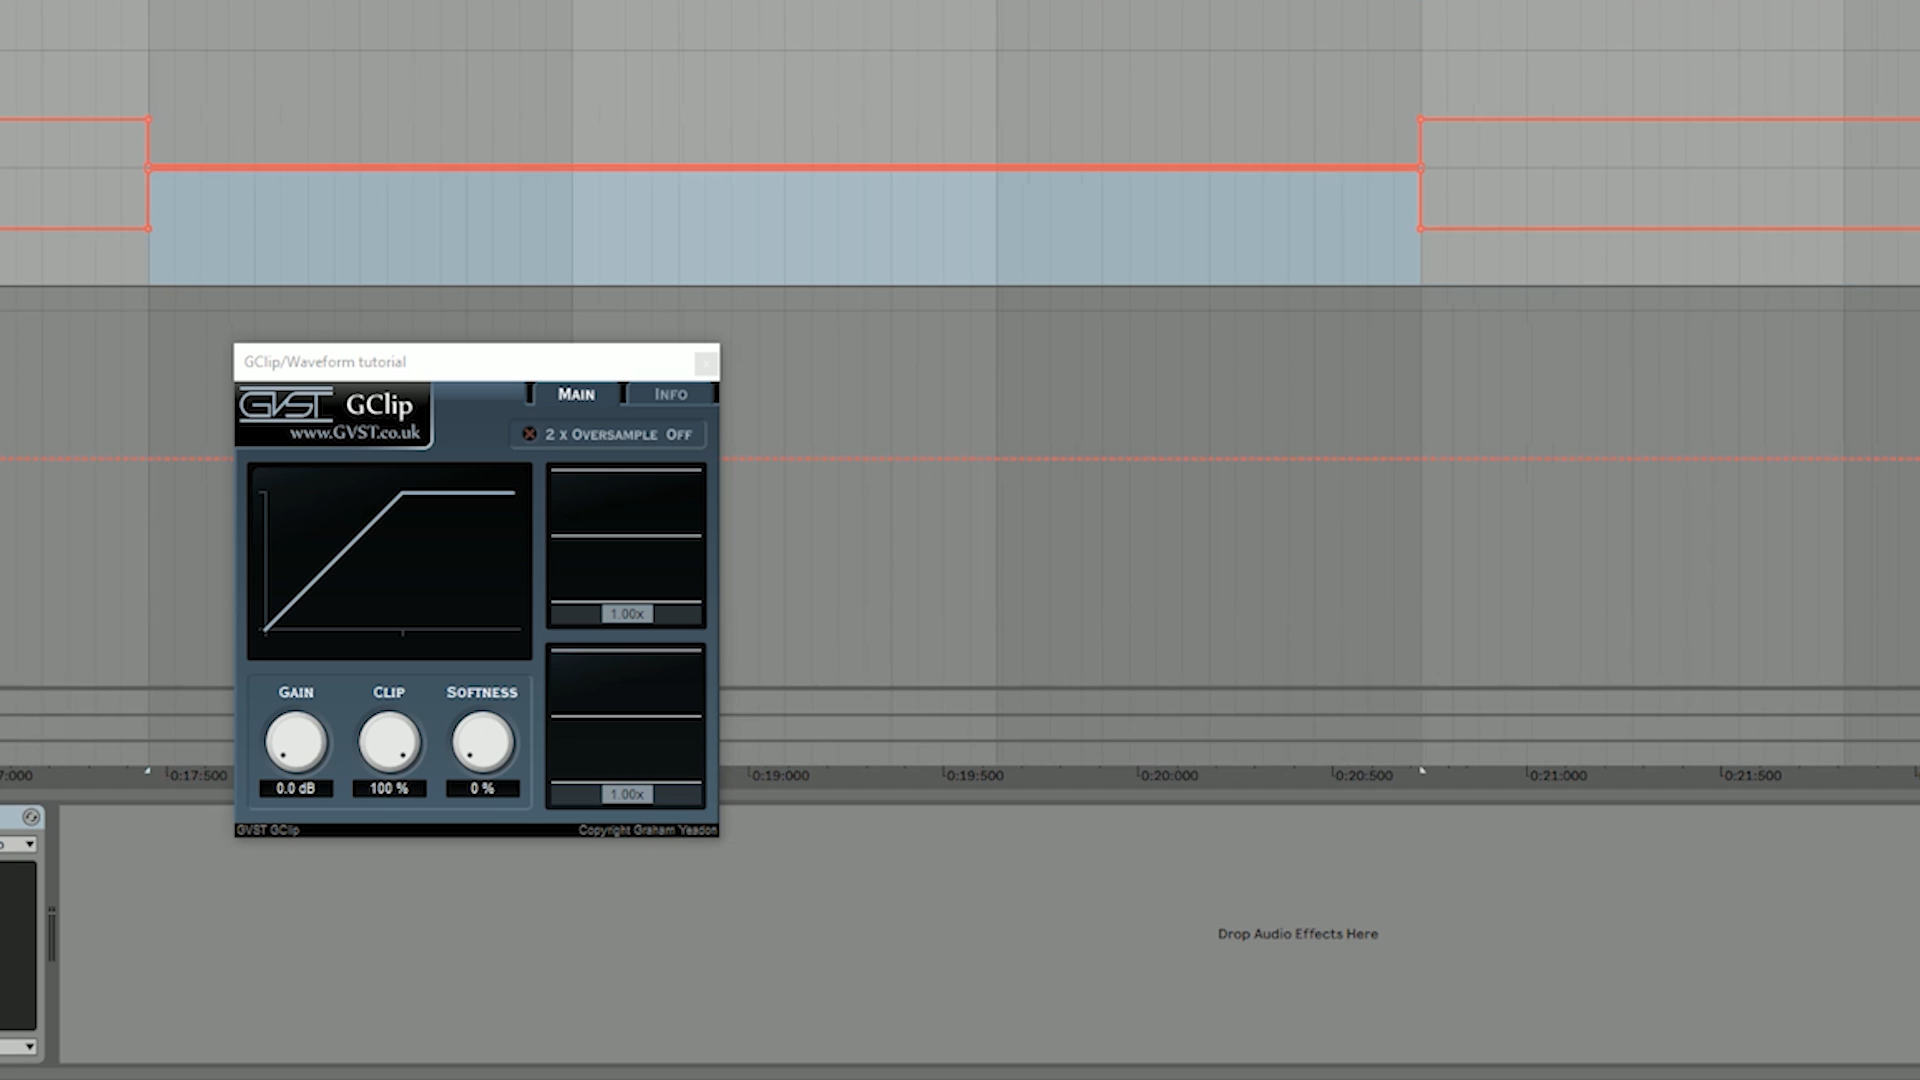 GClip/Waveform tutorial
GVST GClip
www.GVST.co.uk
MAIN
INFO
2 x OVERSAMPLE OFF
1.00x
GAIN
CLIP
SOFTNESS
0.0 dB
100 %
0 %
1.00x
GVST GClip
Copyright Graham Yeadon
7:000
0:17:500
0:19:000
0:19:500
0:20:000
0:20:500
0:21:000
0:21:500
Drop Audio Effects Here